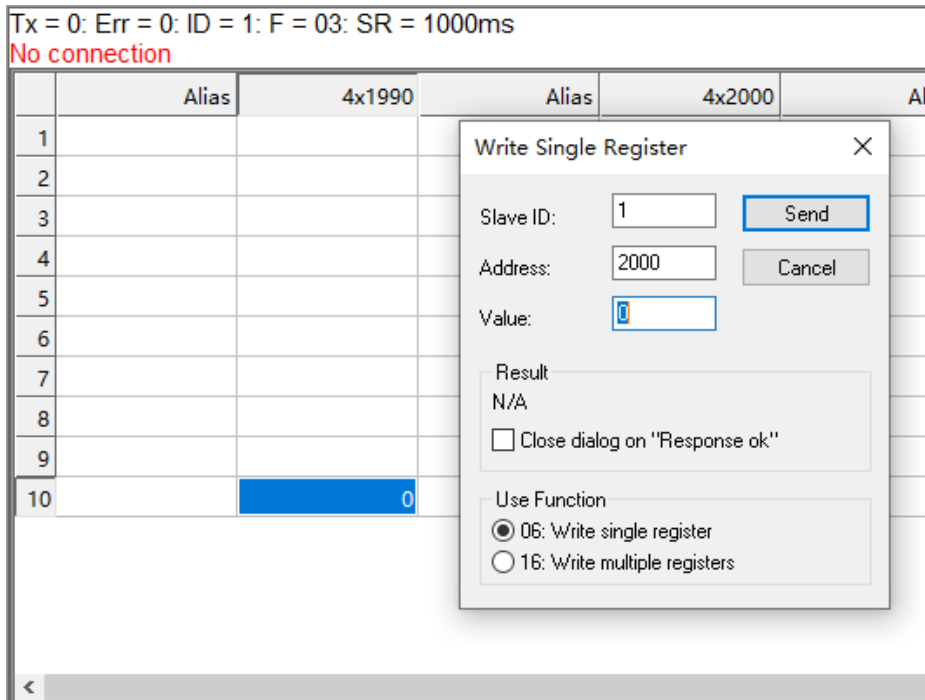 Tx = 0: Err = 0: ID = 1: F = 03: SR = 1000ms
No connection
Alias 4x1990 Alias 4x2000
1
2
3
4
5
6
7
8
9
10 0
Write Single Register
Slave ID: 1 Send
Address: 2000 Cancel
Value: 0
Result
N/A
Close dialog on "Response ok"
Use Function
06: Write single register
16: Write multiple registers